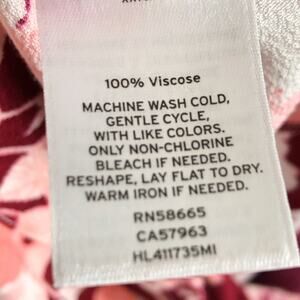 100% Viscose
MACHINE WASH COLD,
GENTLE CYCLE,
WITH LIKE COLORS.
ONLY NON-CHLORINE
BLEACH IF NEEDED.
RESHAPE, LAY FLAT TO DRY.
WARM IRON IF NEEDED.
RN58665
CA57963
HL411735MI